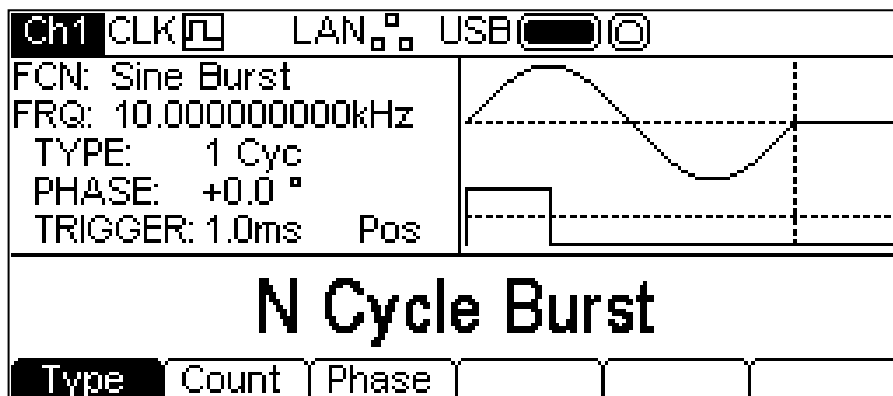 Ch1 CLK LAN USB
FCN: Sine Burst
FRQ: 10.000000000kHz
TYPE: 1 Cyc
PHASE: +0.0 °
TRIGGER: 1.0ms Pos
N Cycle Burst
Type Count Phase